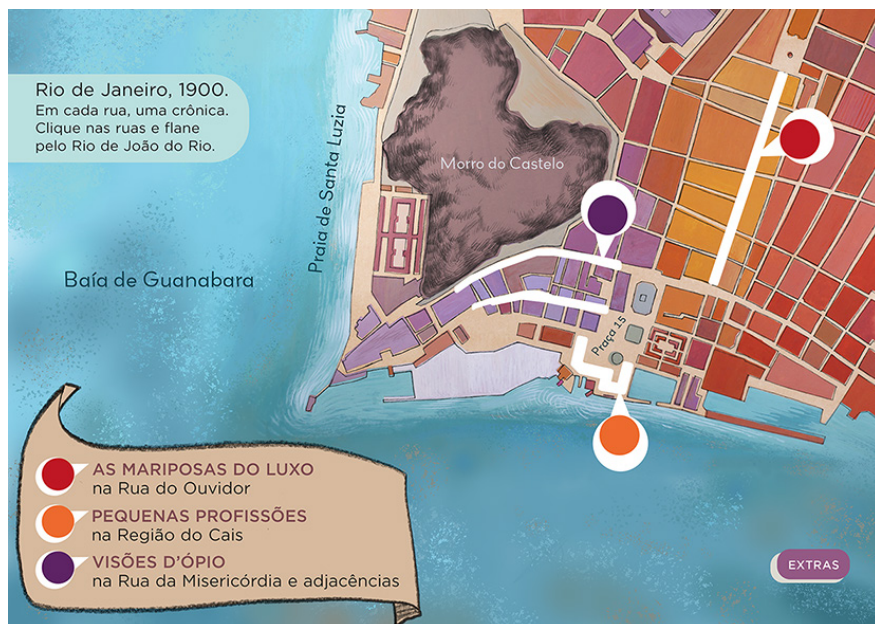 Rio de Janeiro, 1900.
Em cada rua, uma crônica.
Clique nas ruas e flane
pelo Rio de João do Rio.
Praia de Santa Luzia
Morro do Castelo
Baía de Guanabara
Praça 15
AS MARIPOSAS DO LUXO
na Rua do Ouvidor
PEQUENAS PROFISSÕES
na Região do Cais
VISÕES D'ÓPIO
na Rua da Misericórdia e adjacências
EXTRAS